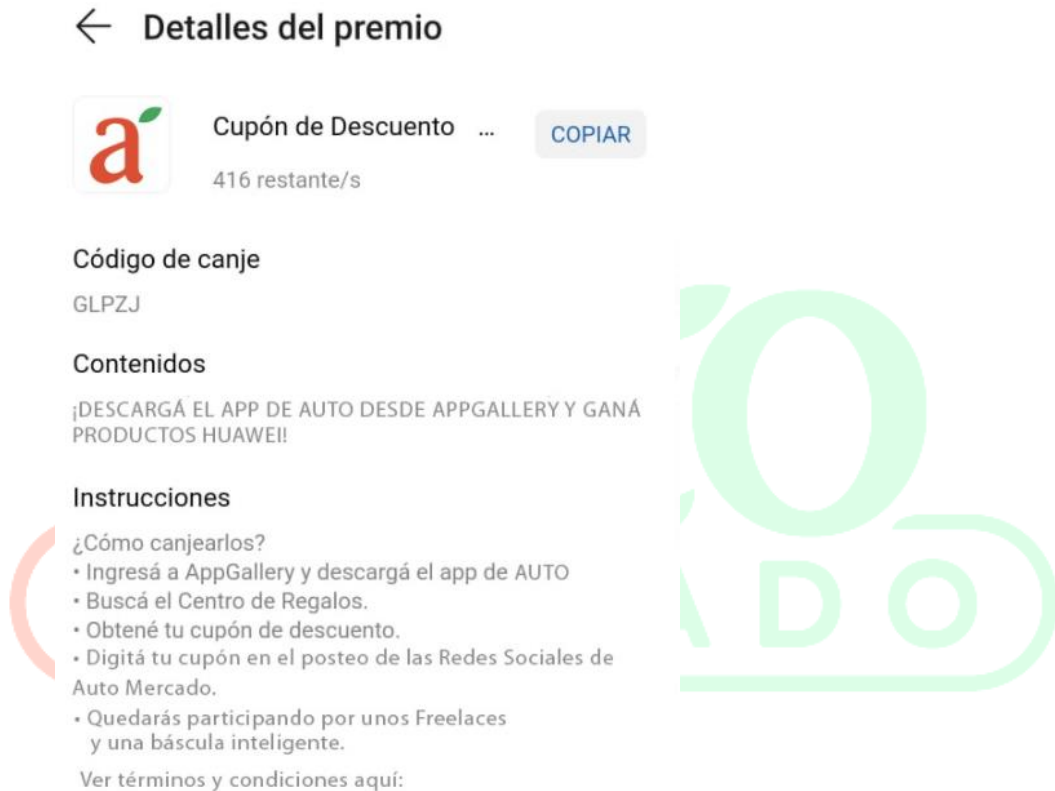 Detalles del premio
a
Cupón de Descuento ... COPIAR
416 restante/s
Código de canje
GLPZJ
Contenidos
¡DESCARGÁ EL APP DE AUTO DESDE APPGALLERY Y GANÁ
PRODUCTOS HUAWEI!
Instrucciones
¿Cómo canjearlos?
• Ingresá a AppGallery y descargá el app de AUTO
• Buscá el Centro de Regalos.
• Obtené tu cupón de descuento.
• Digitá tu cupón en el posteo de las Redes Sociales de
Auto Mercado.
• Quedarás participando por unos Freelaces
y una báscula inteligente.
Ver términos y condiciones aquí: